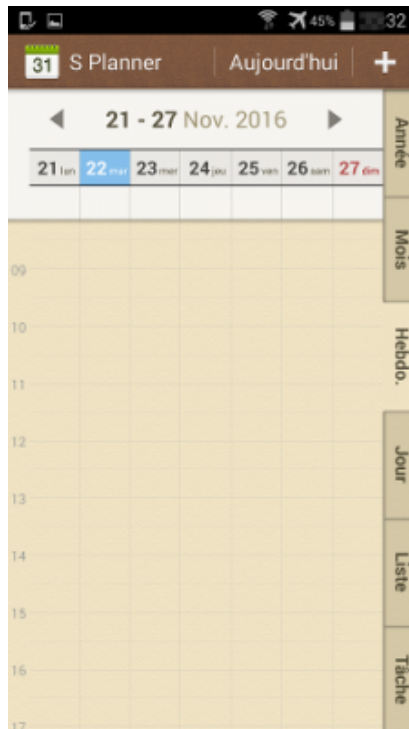 45% 32
31 S Planner Aujourd'hui +
21 - 27 Nov. 2016
21 lun 22 mar 23 mer 24 jeu 25 ven 26 sam 27 dim
Année
Mois
Hebdo.
Jour
Liste
Tâche
09
10
11
12
13
14
15
16
17